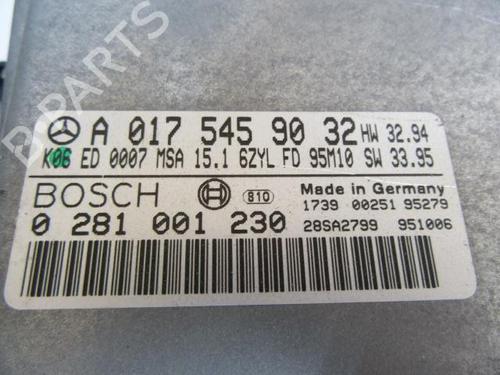 B-PARTS
A 017 545 90 32 HW 32.94
K06 ED 0007 MSA 15.1 6ZYL FD 95M10 SW 33.95
BOSCH 810 Made in Germany
1739 00251 95279
0 281 001 230 28SA2799 951006